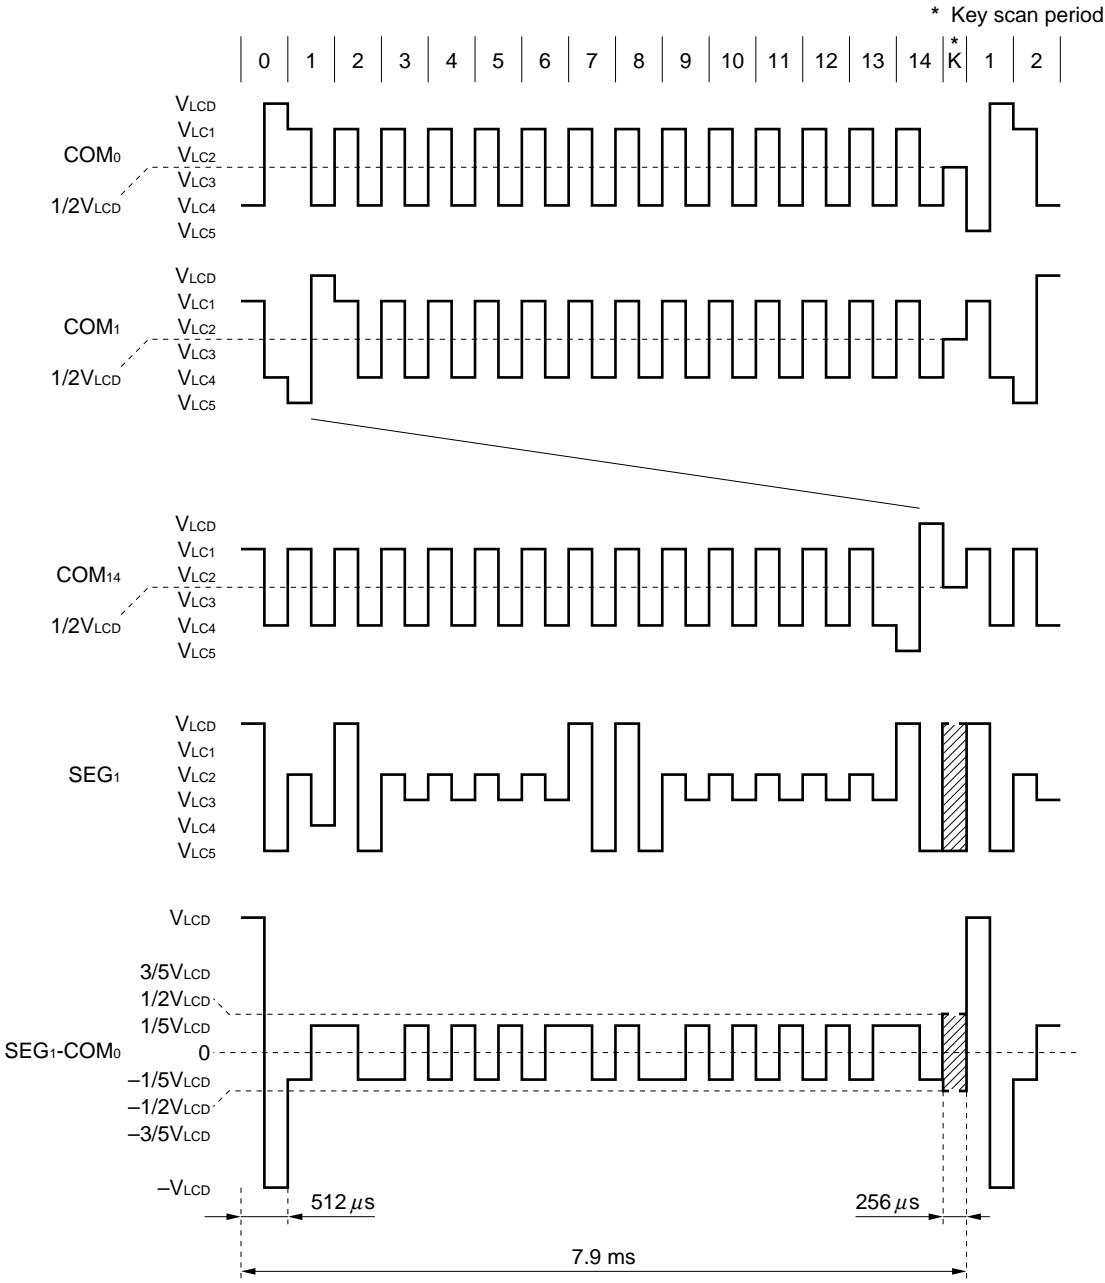 * Key scan period
*
0 1 2 3 4 5 6 7 8 9 10 11 12 13 14 K 1 2
VLCD
VLC1
COM0
VLC2
VLC3
1/2VLCD
VLC4
VLC5
VLCD
VLC1
COM1
VLC2
VLC3
1/2VLCD
VLC4
VLC5
VLCD
VLC1
COM14
VLC2
VLC3
1/2VLCD
VLC4
VLC5
VLCD
VLC1
SEG1
VLC2
VLC3
VLC4
VLC5
VLCD
3/5VLCD
1/2VLCD
1/5VLCD
SEG1-COM0
0
–1/5VLCD
–1/2VLCD
–3/5VLCD
–VLCD
512 μs
256 μs
7.9 ms